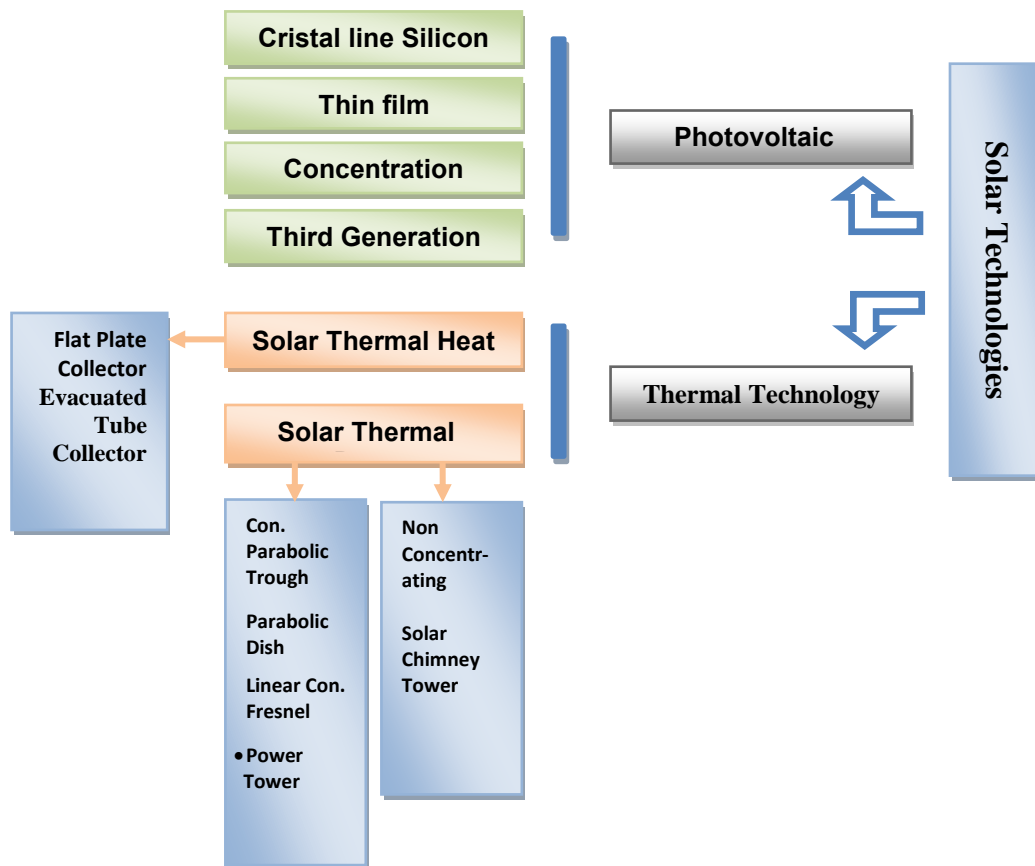 Cristal line Silicon
Thin film
Concentration
Third Generation
Photovoltaic
Solar Technologies
Flat Plate
Collector
Evacuated
Tube
Collector
Solar Thermal Heat
Solar Thermal
Thermal Technology
Con.
Parabolic
Trough
Parabolic
Dish
Linear Con.
Fresnel
•Power
Tower
Non
Concentr-
ating
Solar
Chimney
Tower